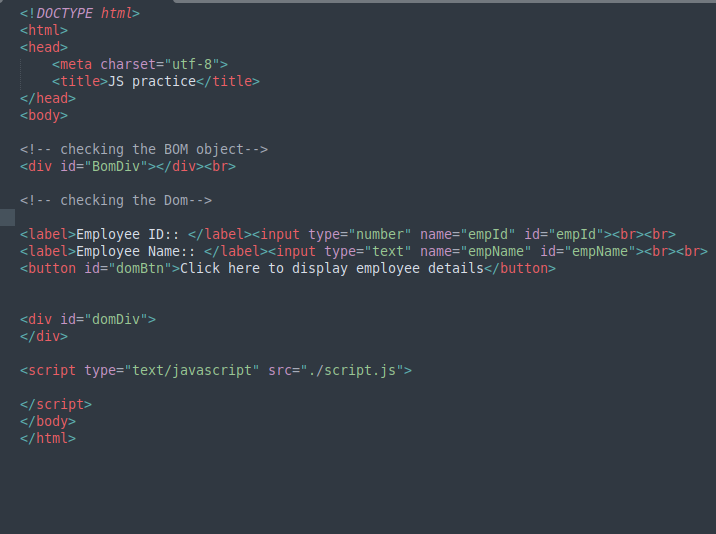 <!DOCTYPE html>
<html>
<head>
    <meta charset="utf-8">
    <title>JS practice</title>
</head>
<body>
<!-- checking the BOM object-->
<div id="BomDiv"></div><br>
<!-- checking the Dom-->
<label>Employee ID:: </label><input type="number" name="empId" id="empId"><br><br>
<label>Employee Name:: </label><input type="text" name="empName" id="empName"><br><br>
<button id="domBtn">Click here to display employee details</button>
<div id="domDiv">
</div>
<script type="text/javascript" src="./script.js">
</script>
</body>
</html>